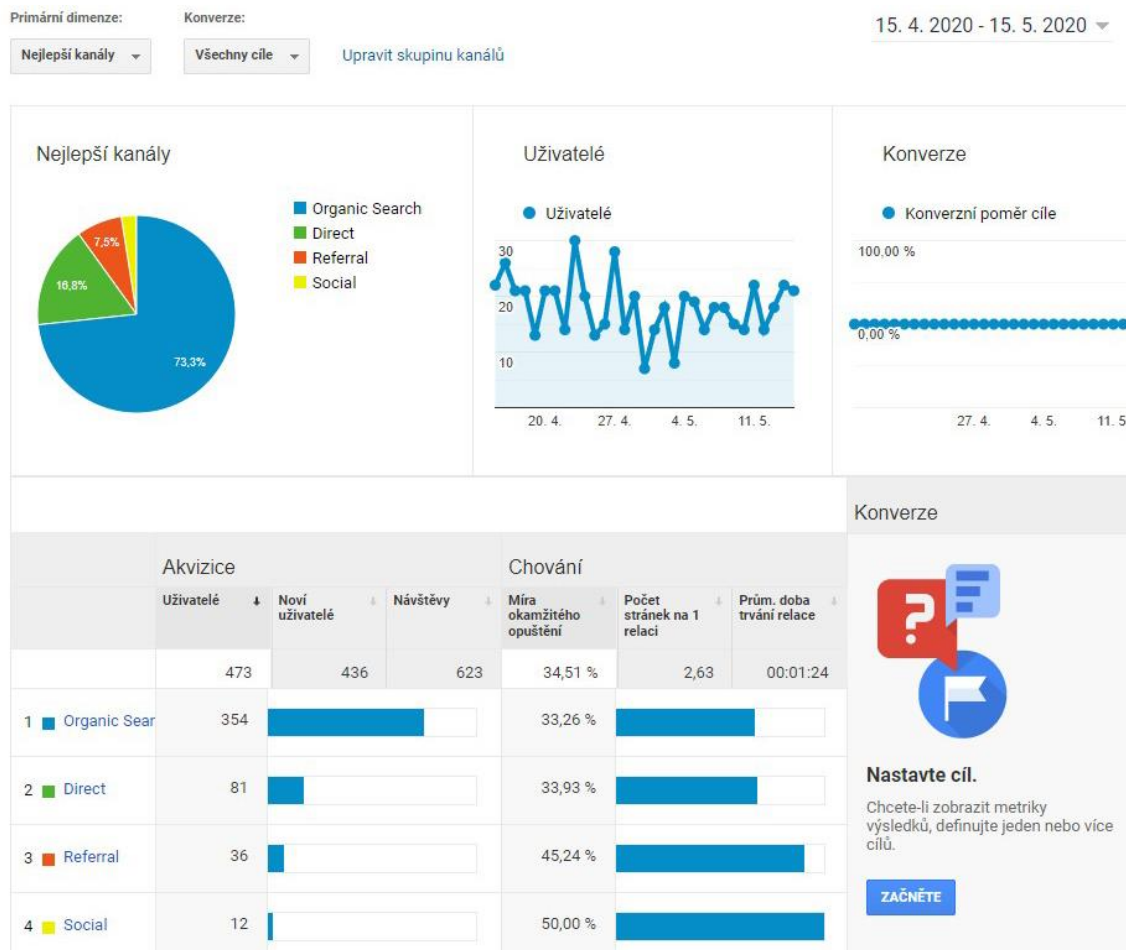 Primární dimenze:
Konverze:
Nejlepší kanály
Všechny cíle
Upravit skupinu kanálů
15. 4. 2020 - 15. 5. 2020
Nejlepší kanály
Organic Search
Direct
Referral
Social
7,5%
16,8%
73,3%
Uživatelé
Uživatelé
30
20
10
20. 4.
27. 4.
4. 5.
11. 5.
Konverze
Konverzní poměr cíle
100,00 %
0,00 %
27. 4.
4. 5.
11. 5
Akvizice
Chování
Konverze
Uživatelé
Noví
uživatelé
Návštěvy
Míra
okamžitého
opuštění
Počet
stránek na 1
relaci
Prům. doba
trvání relace
473
436
623
34,51 %
2,63
00:01:24
1 Organic Sear
354
33,26 %
2 Direct
81
33,93 %
3 Referral
36
45,24 %
4 Social
12
50,00 %
Nastavte cíl.
Chcete-li zobrazit metriky
výsledků, definujte jeden nebo více
cílů.
ZAČNĚTE